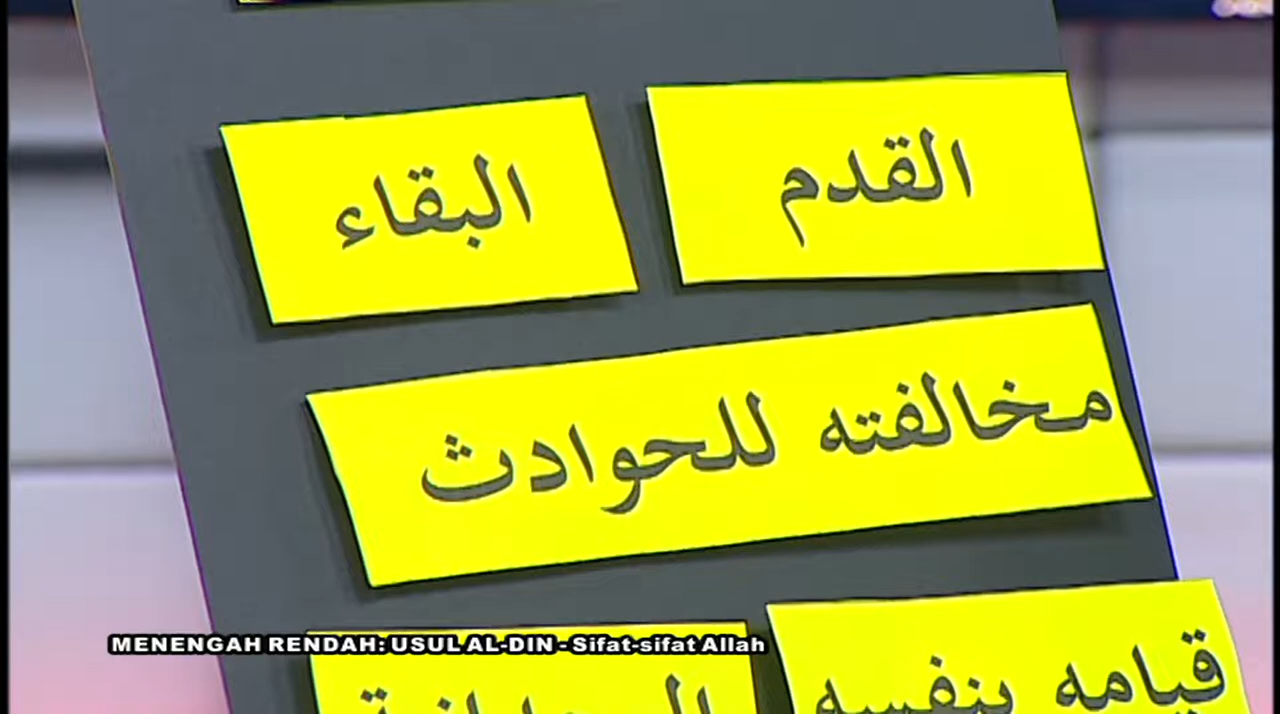 القدم
البقاء
مخالفته للحوادث
قيامه بنفسه
MENENGAH RENDAH: USUL AL-DIN - Sifat-sifat Allah